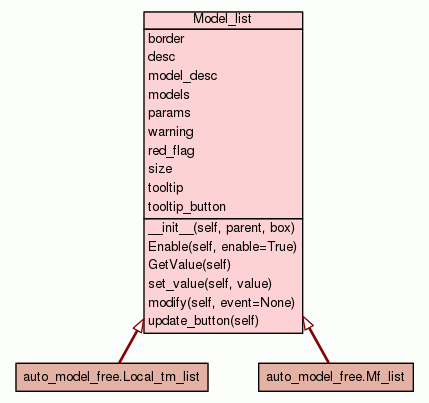 Model_list
border
desc
model_desc
models
params
warning
red_flag
size
tooltip
tooltip_button
__init__(self, parent, box)
Enable(self, enable=True)
GetValue(self)
set_value(self, value)
modify(self, event=None)
update_button(self)
auto_model_free.Local_tm_list
auto_model_free.Mf_list